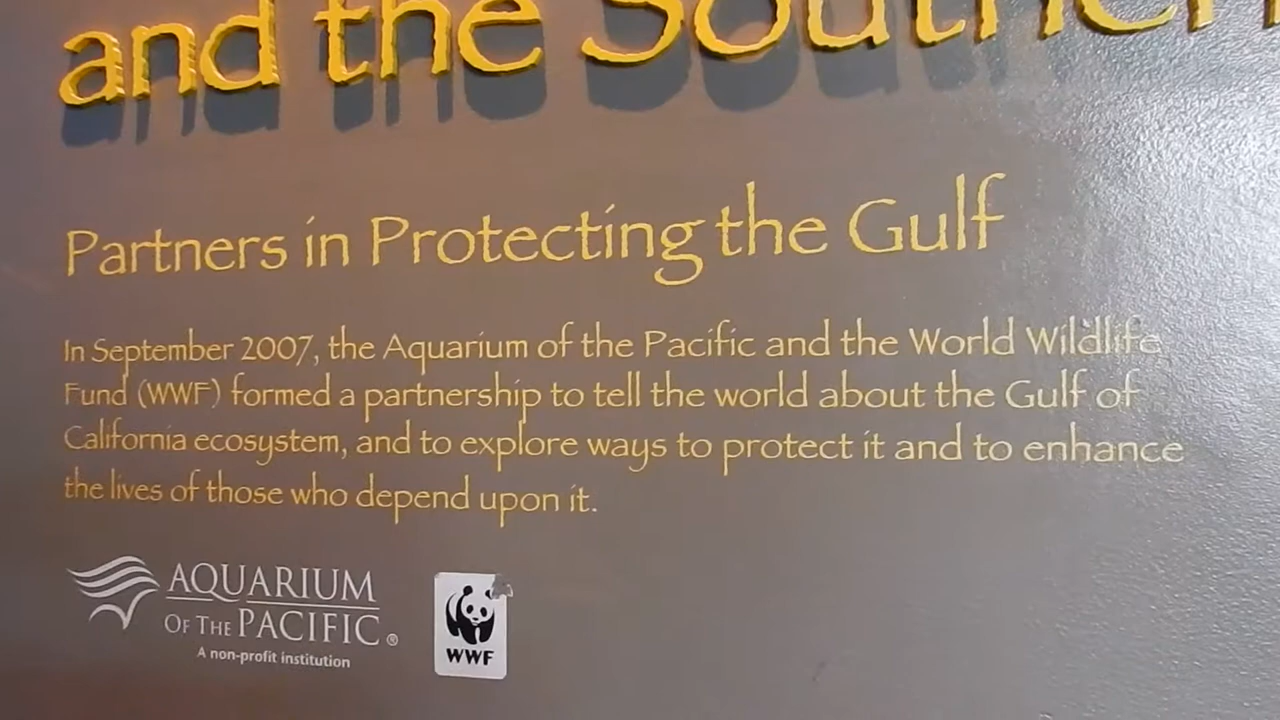 and the Southern
Partners in Protecting the Gulf
In September 2007, the Aquarium of the Pacific and the World Wildlife
Fund (WWF) formed a partnership to tell the world about the Gulf of
California ecosystem, and to explore ways to protect it and to enhance
the lives of those who depend upon it.
AQUARIUM
OF THE PACIFIC®
A non-profit institution
WWF